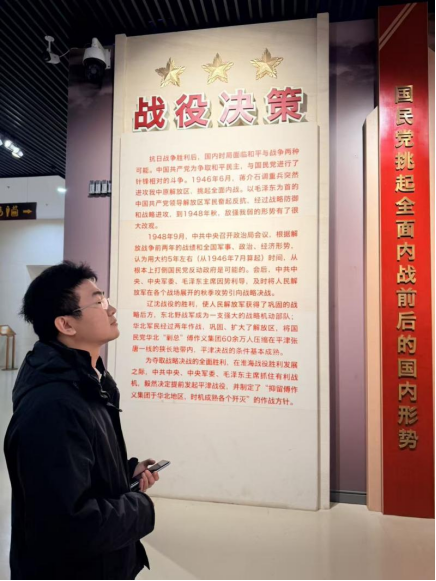 战役决策
抗日战争胜利后，国内时局面临和平与战争两种
可能。中国共产党为争取和平民主，与国民党进行了
针锋相对的斗争。1946年6月，蒋介石调重兵突然
进攻我中原解放区，挑起全面内战。以毛泽东为首的
中国共产党领导解放区军民奋起反抗，经过战略防御
和战略进攻，到1948年秋，敌强我弱的形势有了很
大改观。
1948年9月，中共中央召开政治局会议，根据解
放战争前两年的战绩和全国军事、政治、经济形势，
认为用大约5年左右（从1946年7月算起）时间，从
根本上打倒国民党反动政府是可能的。会后，中共中
央、中央军委、毛泽东主席因势利导，及时将人民解
放军在各个战场展开的秋季攻势引向战略决战。
辽沈战役的胜利，使人民解放军获得了巩固的战
略后方，东北野战军成为一支强大的战略机动部队；
华北军民经过两年作战，巩固、扩大了解放区，将国
民党华北“剿总”傅作义集团60余万人压缩在平津张
唐一线的狭长地带内，平津决战的条件基本成熟。
为夺取战略决战的全面胜利，在淮海战役胜利发展
之际，中共中央、中央军委、毛泽东主席抓住有利战
机，毅然决定提前发起平津战役，并制定了“抑留傅作
义集团于华北地区，时机成熟各个歼灭”的作战方针。
国民党挑起全面内战前后的国内形势